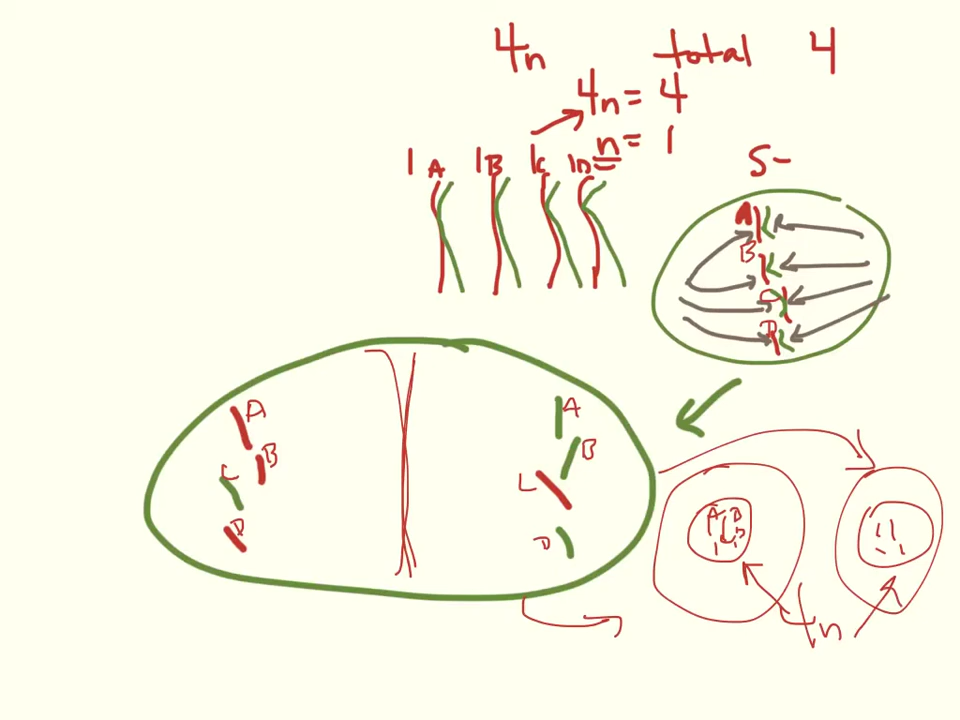 4n total 4
4n = 4
n = 1
1A 1B 1C 1D
S-
A
B
C
D
A A
B B
C L
D D
A B
C D
4n